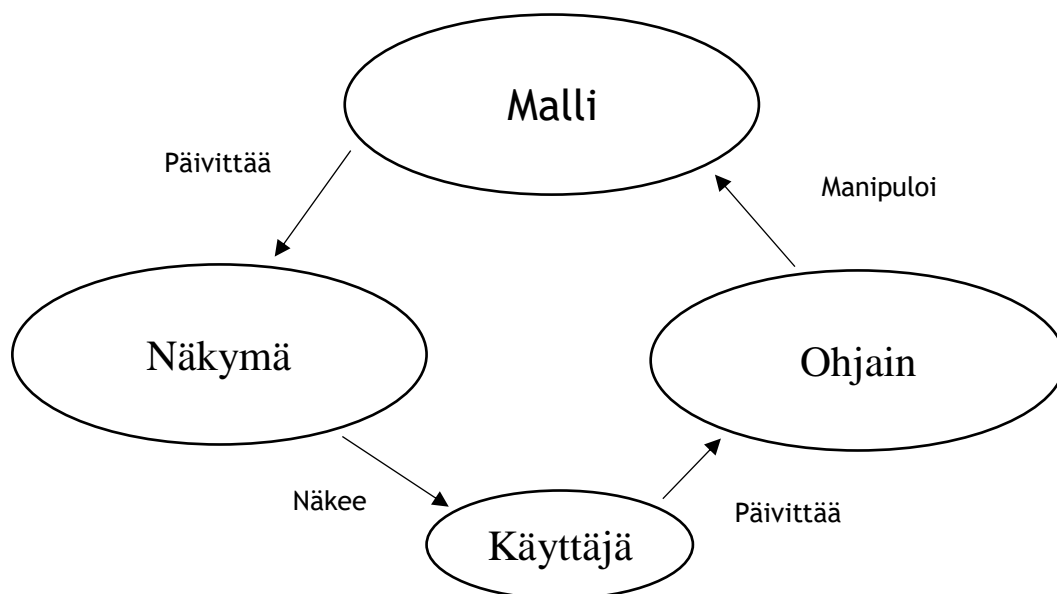 Malli
Päivittää
Manipuloi
Näkymä
Ohjain
Näkee
Päivittää
Käyttäjä